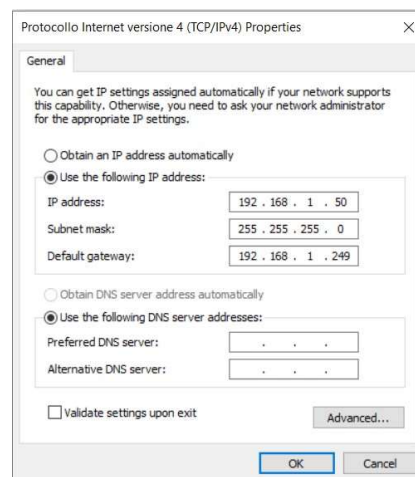 Protocollo Internet versione 4 (TCP/IPv4) Properties
General
You can get IP settings assigned automatically if your network supports
this capability. Otherwise, you need to ask your network administrator
for the appropriate IP settings.
Obtain an IP address automatically
Use the following IP address:
IP address: 192 . 168 . 1 . 50
Subnet mask: 255 . 255 . 255 . 0
Default gateway: 192 . 168 . 1 . 249
Obtain DNS server address automatically
Use the following DNS server addresses:
Preferred DNS server: . . .
Alternative DNS server: . . .
Validate settings upon exit
Advanced...
OK Cancel